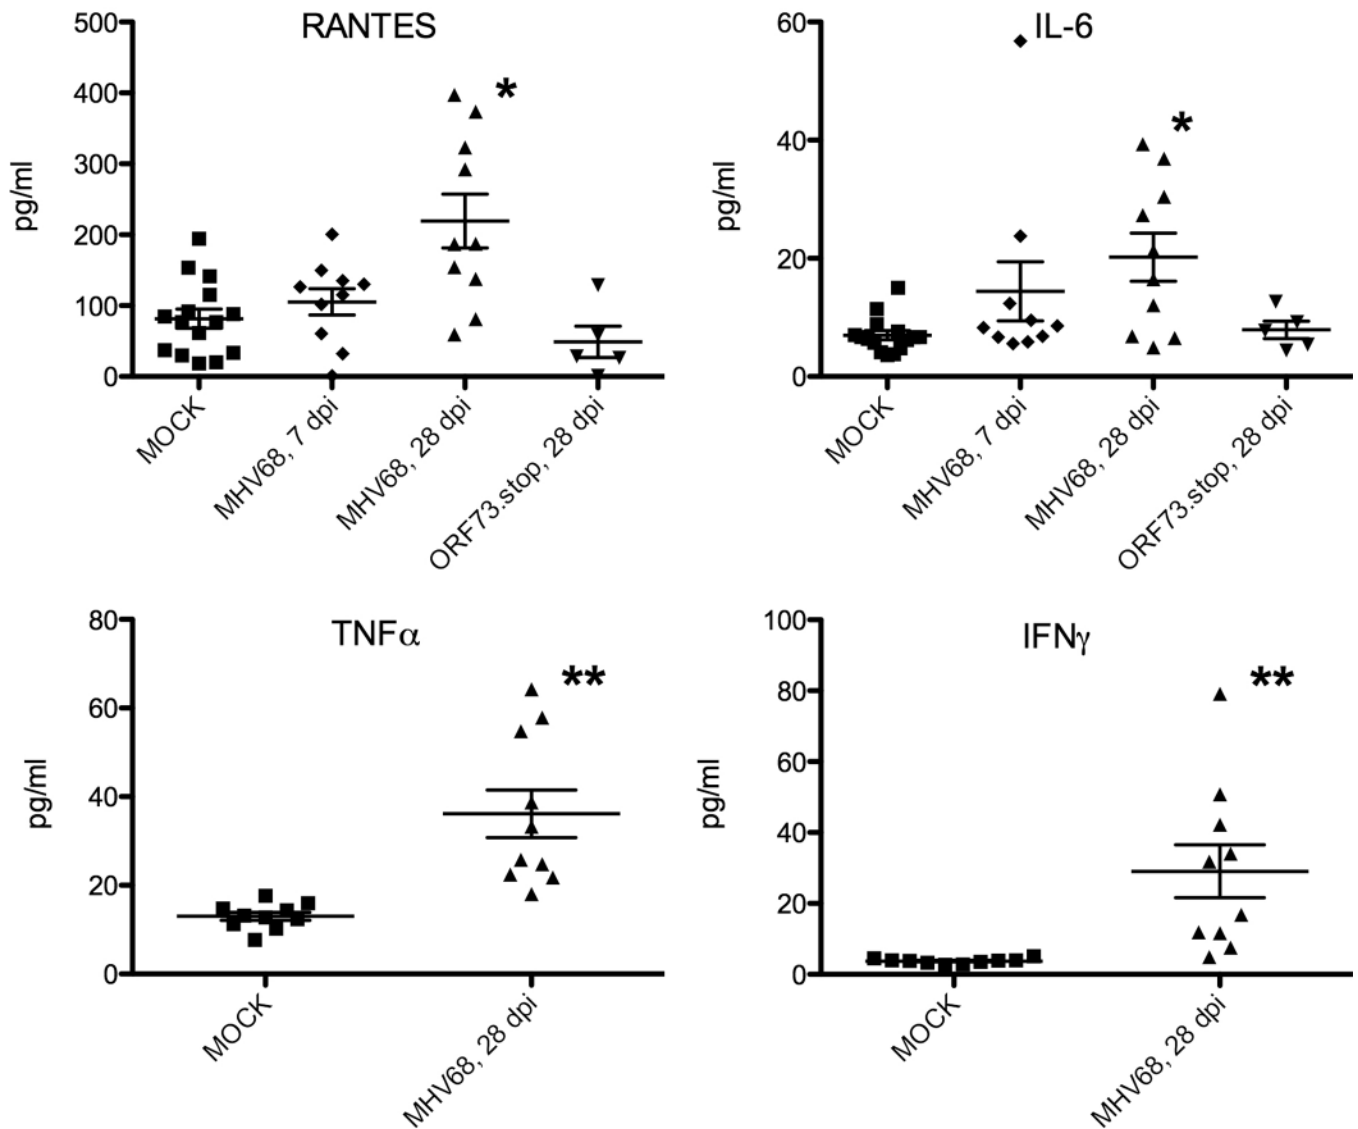 RANTES
pg/ml
500
400
300
200
100
0
*
MOCK
MHV68, 7 dpi
MHV68, 28 dpi
ORF73.stop, 28 dpi
IL-6
pg/ml
60
40
20
0
*
MOCK
MHV68, 7 dpi
MHV68, 28 dpi
ORF73.stop, 28 dpi
TNFα
pg/ml
80
60
40
20
0
**
MOCK
MHV68, 28 dpi
IFNγ
pg/ml
100
80
60
40
20
0
**
MOCK
MHV68, 28 dpi